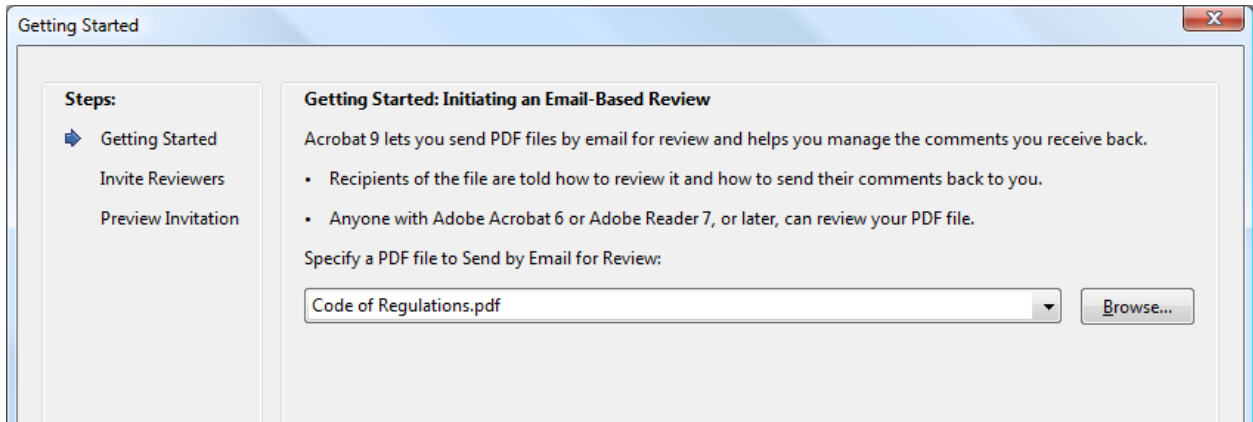 Getting Started
Steps:
Getting Started
Invite Reviewers
Preview Invitation
Getting Started: Initiating an Email-Based Review
Acrobat 9 lets you send PDF files by email for review and helps you manage the comments you receive back.
• Recipients of the file are told how to review it and how to send their comments back to you.
• Anyone with Adobe Acrobat 6 or Adobe Reader 7, or later, can review your PDF file.
Specify a PDF file to Send by Email for Review:
Code of Regulations.pdf
Browse...